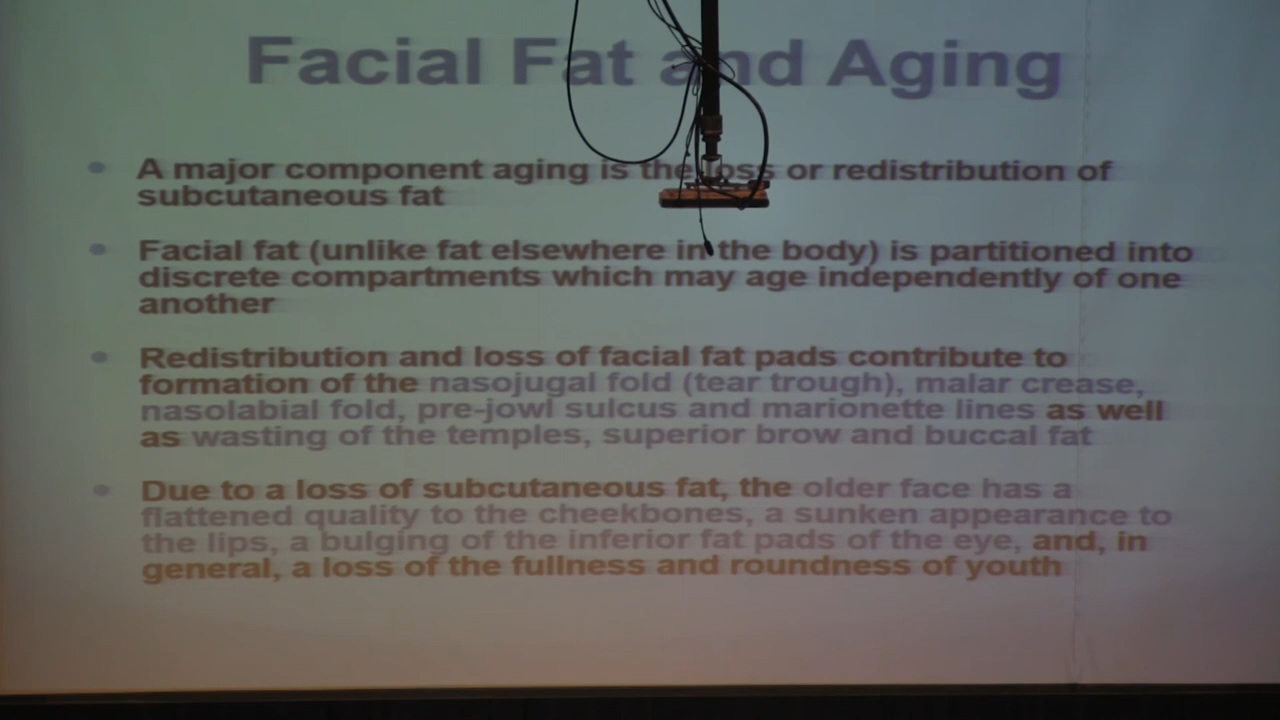 Facial Fat and Aging
A major component aging is the loss or redistribution of
subcutaneous fat
Facial fat (unlike fat elsewhere in the body) is partitioned into
discrete compartments which may age independently of one
another
Redistribution and loss of facial fat pads contribute to
formation of the nasojugal fold (tear trough), malar crease,
nasolabial fold, pre-jowl sulcus and marionette lines as well
as wasting of the temples, superior brow and buccal fat
Due to a loss of subcutaneous fat, the older face has a
flattened quality to the cheekbones, a sunken appearance to
the lips, a bulging of the inferior fat pads of the eye, and, in
general, a loss of the fullness and roundness of youth